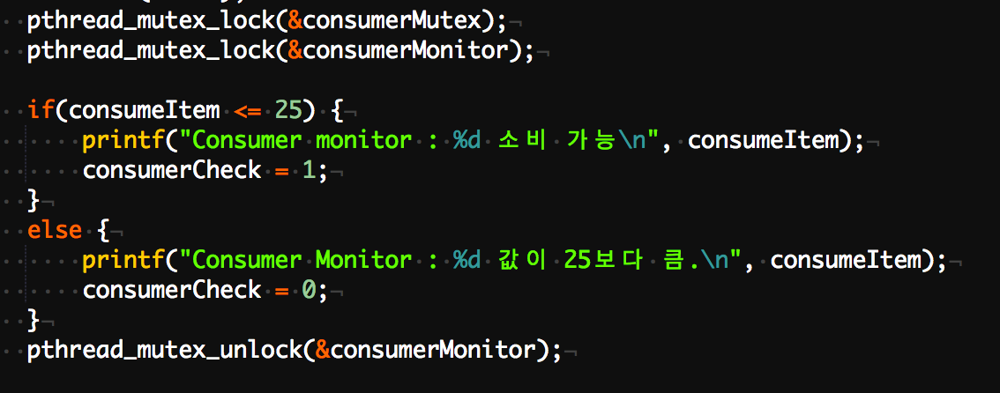 pthread_mutex_lock(&consumerMutex);
pthread_mutex_lock(&consumerMonitor);
if(consumeItem <= 25) {
printf("Consumer monitor : %d 소비 가능\n", consumeItem);
consumerCheck = 1;
}
else {
printf("Consumer Monitor : %d 값이 25보다 큼.\n", consumeItem);
consumerCheck = 0;
}
pthread_mutex_unlock(&consumerMonitor);